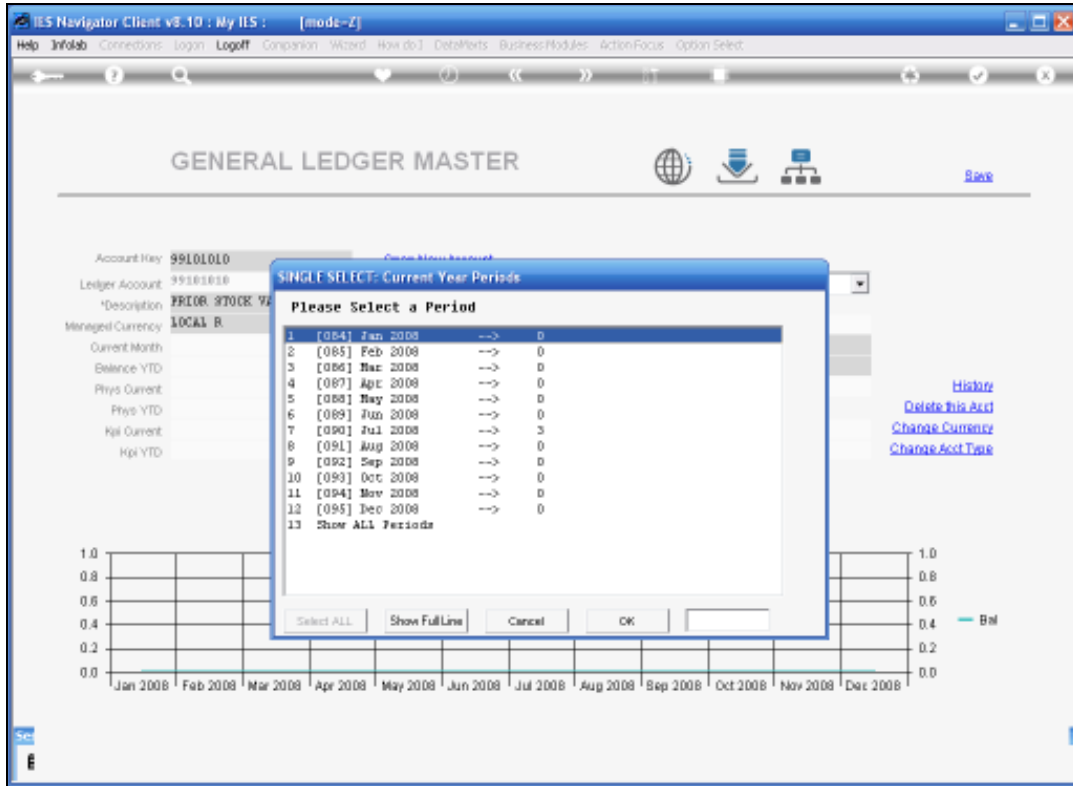 IES Navigator Client v8.10 : My IES : [mode-Z]
Help Infolab Connections Logon Logoff Companion Wizard How do I DataMarts Business Modules Action Focus Option Select
GENERAL LEDGER MASTER
Save
Account Key 99101010
Ledger Account 99101010
*Description PRIOR STOCK VA
Managed Currency LOCAL R
Current Month
Balance YTD
Phys Current
Phys YTD
Kpi Current
Kpi YTD
SINGLE SELECT: Current Year Periods
Please Select a Period
1 [084] Jan 2008 --> 0
2 [085] Feb 2008 --> 0
3 [086] Mar 2008 --> 0
4 [087] Apr 2008 --> 0
5 [088] May 2008 --> 0
6 [089] Jun 2008 --> 0
7 [090] Jul 2008 --> 3
8 [091] Aug 2008 --> 0
9 [092] Sep 2008 --> 0
10 [093] Oct 2008 --> 0
11 [094] Nov 2008 --> 0
12 [095] Dec 2008 --> 0
13 Show ALL Periods
Select ALL Show Full Line Cancel OK
History
Delete this Acct
Change Currency
Change Acct Type
1.0 1.0
0.8 0.8
0.6 0.6
0.4 0.4 Bal
0.2 0.2
0.0 0.0
Jan 2008 Feb 2008 Mar 2008 Apr 2008 May 2008 Jun 2008 Jul 2008 Aug 2008 Sep 2008 Oct 2008 Nov 2008 Dec 2008